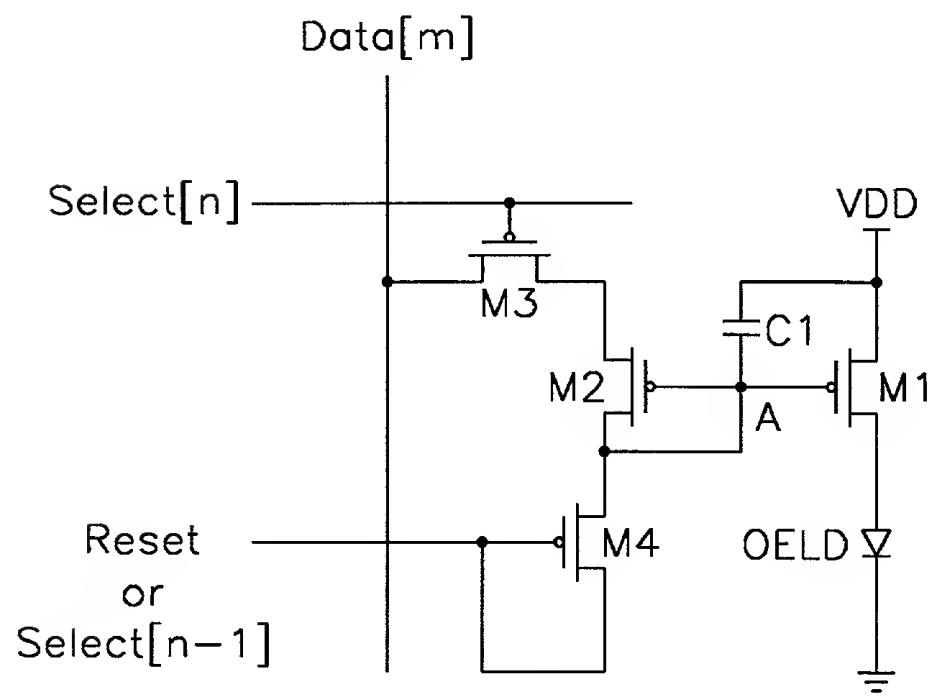 Data[m]
Select[n]
VDD
M3
C1
M2
M1
A
Reset
or
Select[n-1]
M4
OELD